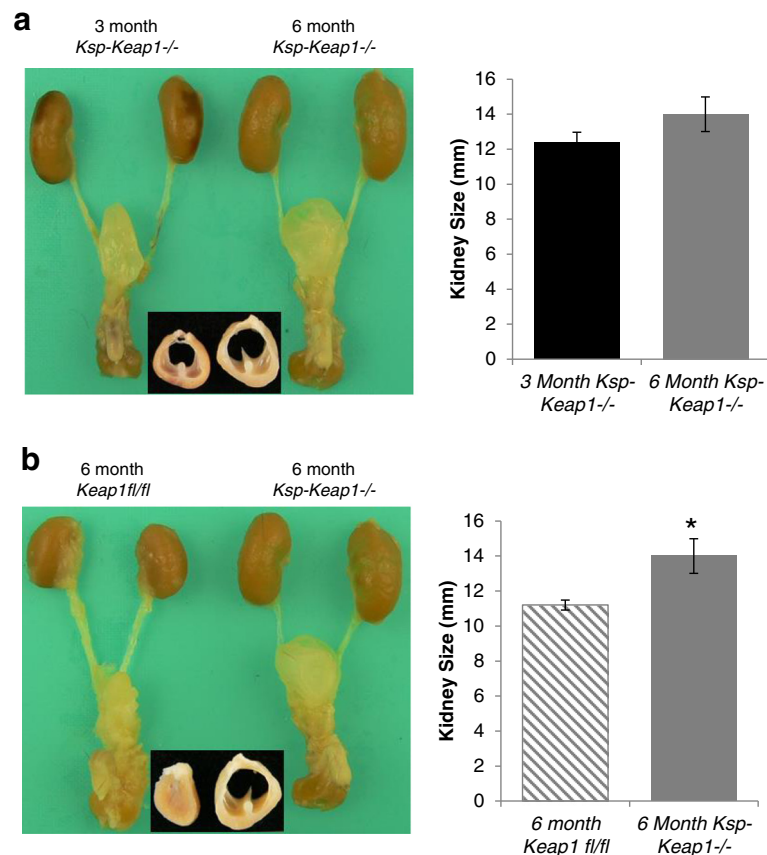 a
3 month
Ksp-Keap1-/-
6 month
Ksp-Keap1-/-
Kidney Size (mm)
16
14
12
10
8
6
4
2
0
3 Month Ksp-
Keap1-/-
6 Month Ksp-
Keap1-/-
b
6 month
Keap1fl/fl
6 month
Ksp-Keap1-/-
Kidney Size (mm)
16
14
12
10
8
6
4
2
0
*
6 month
Keap1 fl/fl
6 Month Ksp-
Keap1-/-